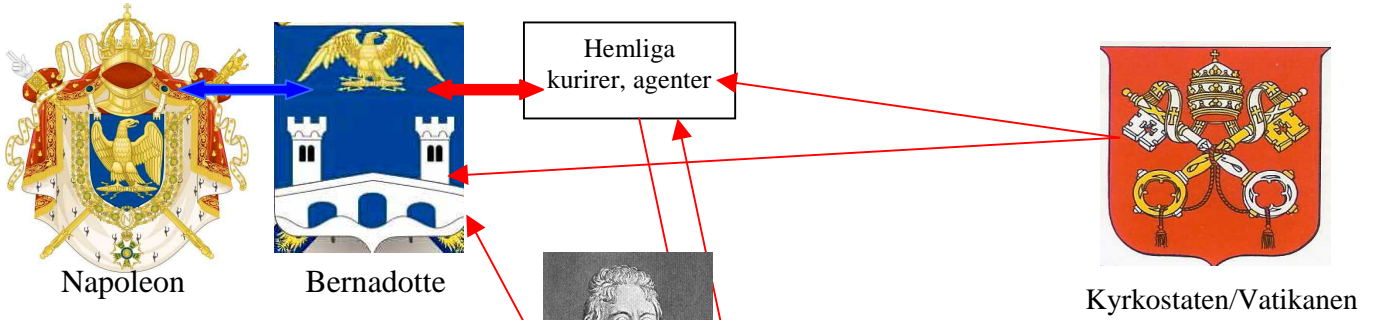 Hemliga
kurirer, agenter
Napoleon
Bernadotte
Kyrkostaten/Vatikanen